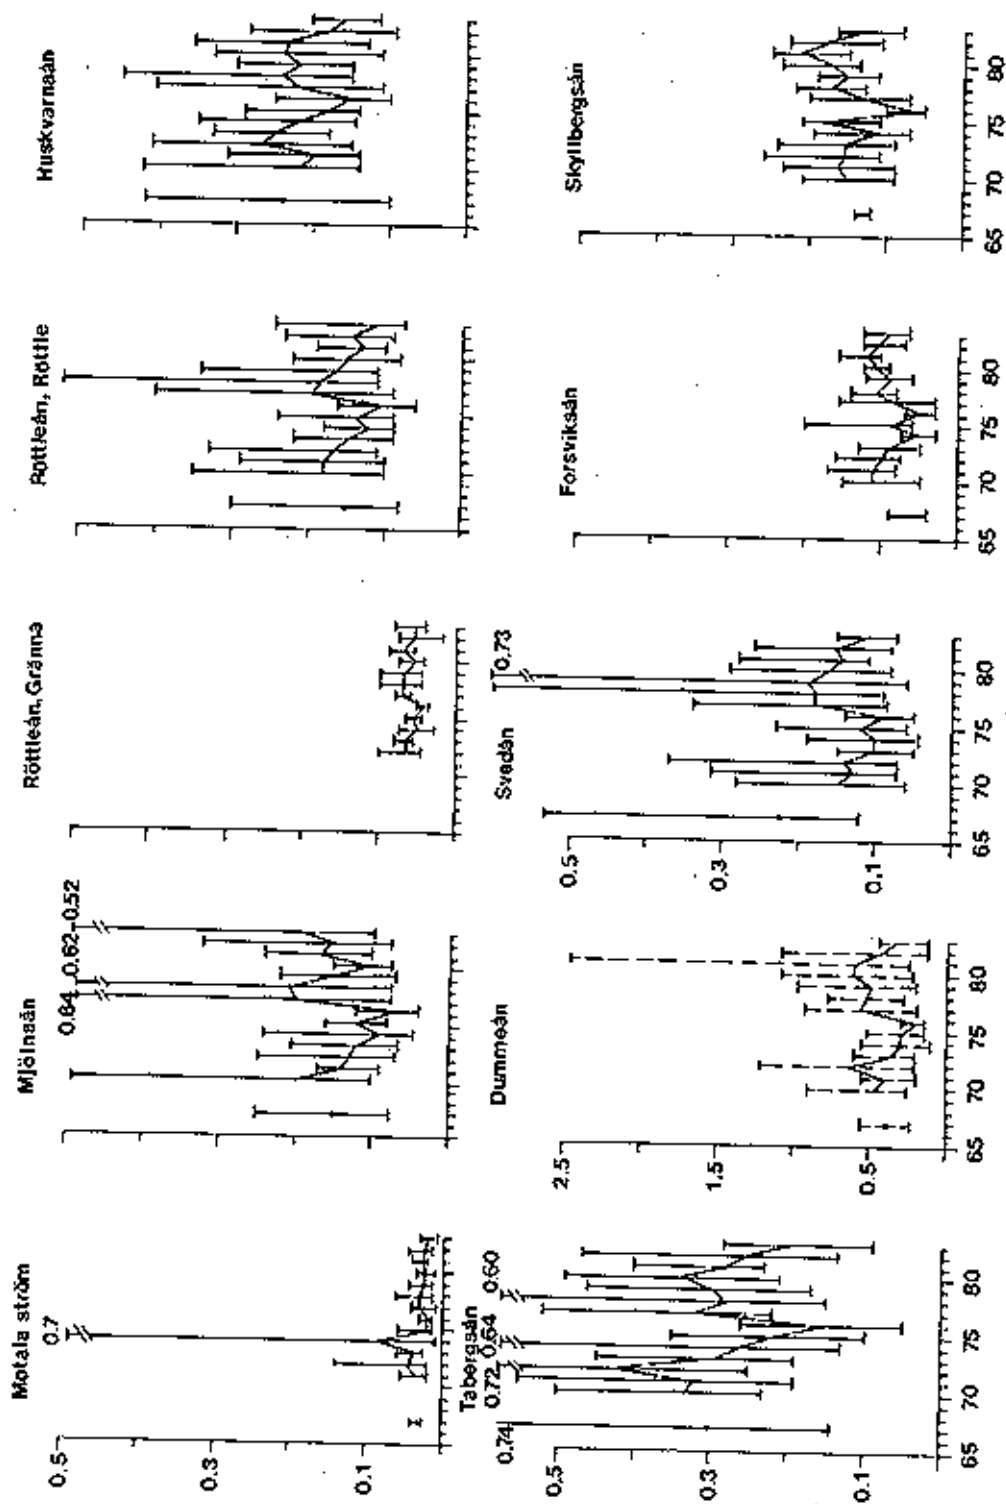 Motala ström
0.7
0.5
0.3
0.1
Mjölnaån
0.64 0.62 0.52
Röttleån, Gränna
Röttleån, Röttle
Huskvarnaån
Tabergsån
0.74 0.72 0.64 0.60
0.5
0.3
0.1
65 70 75 80
Dummeån
2.5
1.5
0.5
65 70 75 80
Svedån
0.73
0.5
0.3
0.1
65 70 75 80
Forsviksån
65 70 75 80
Skyllbergsån
65 70 75 80